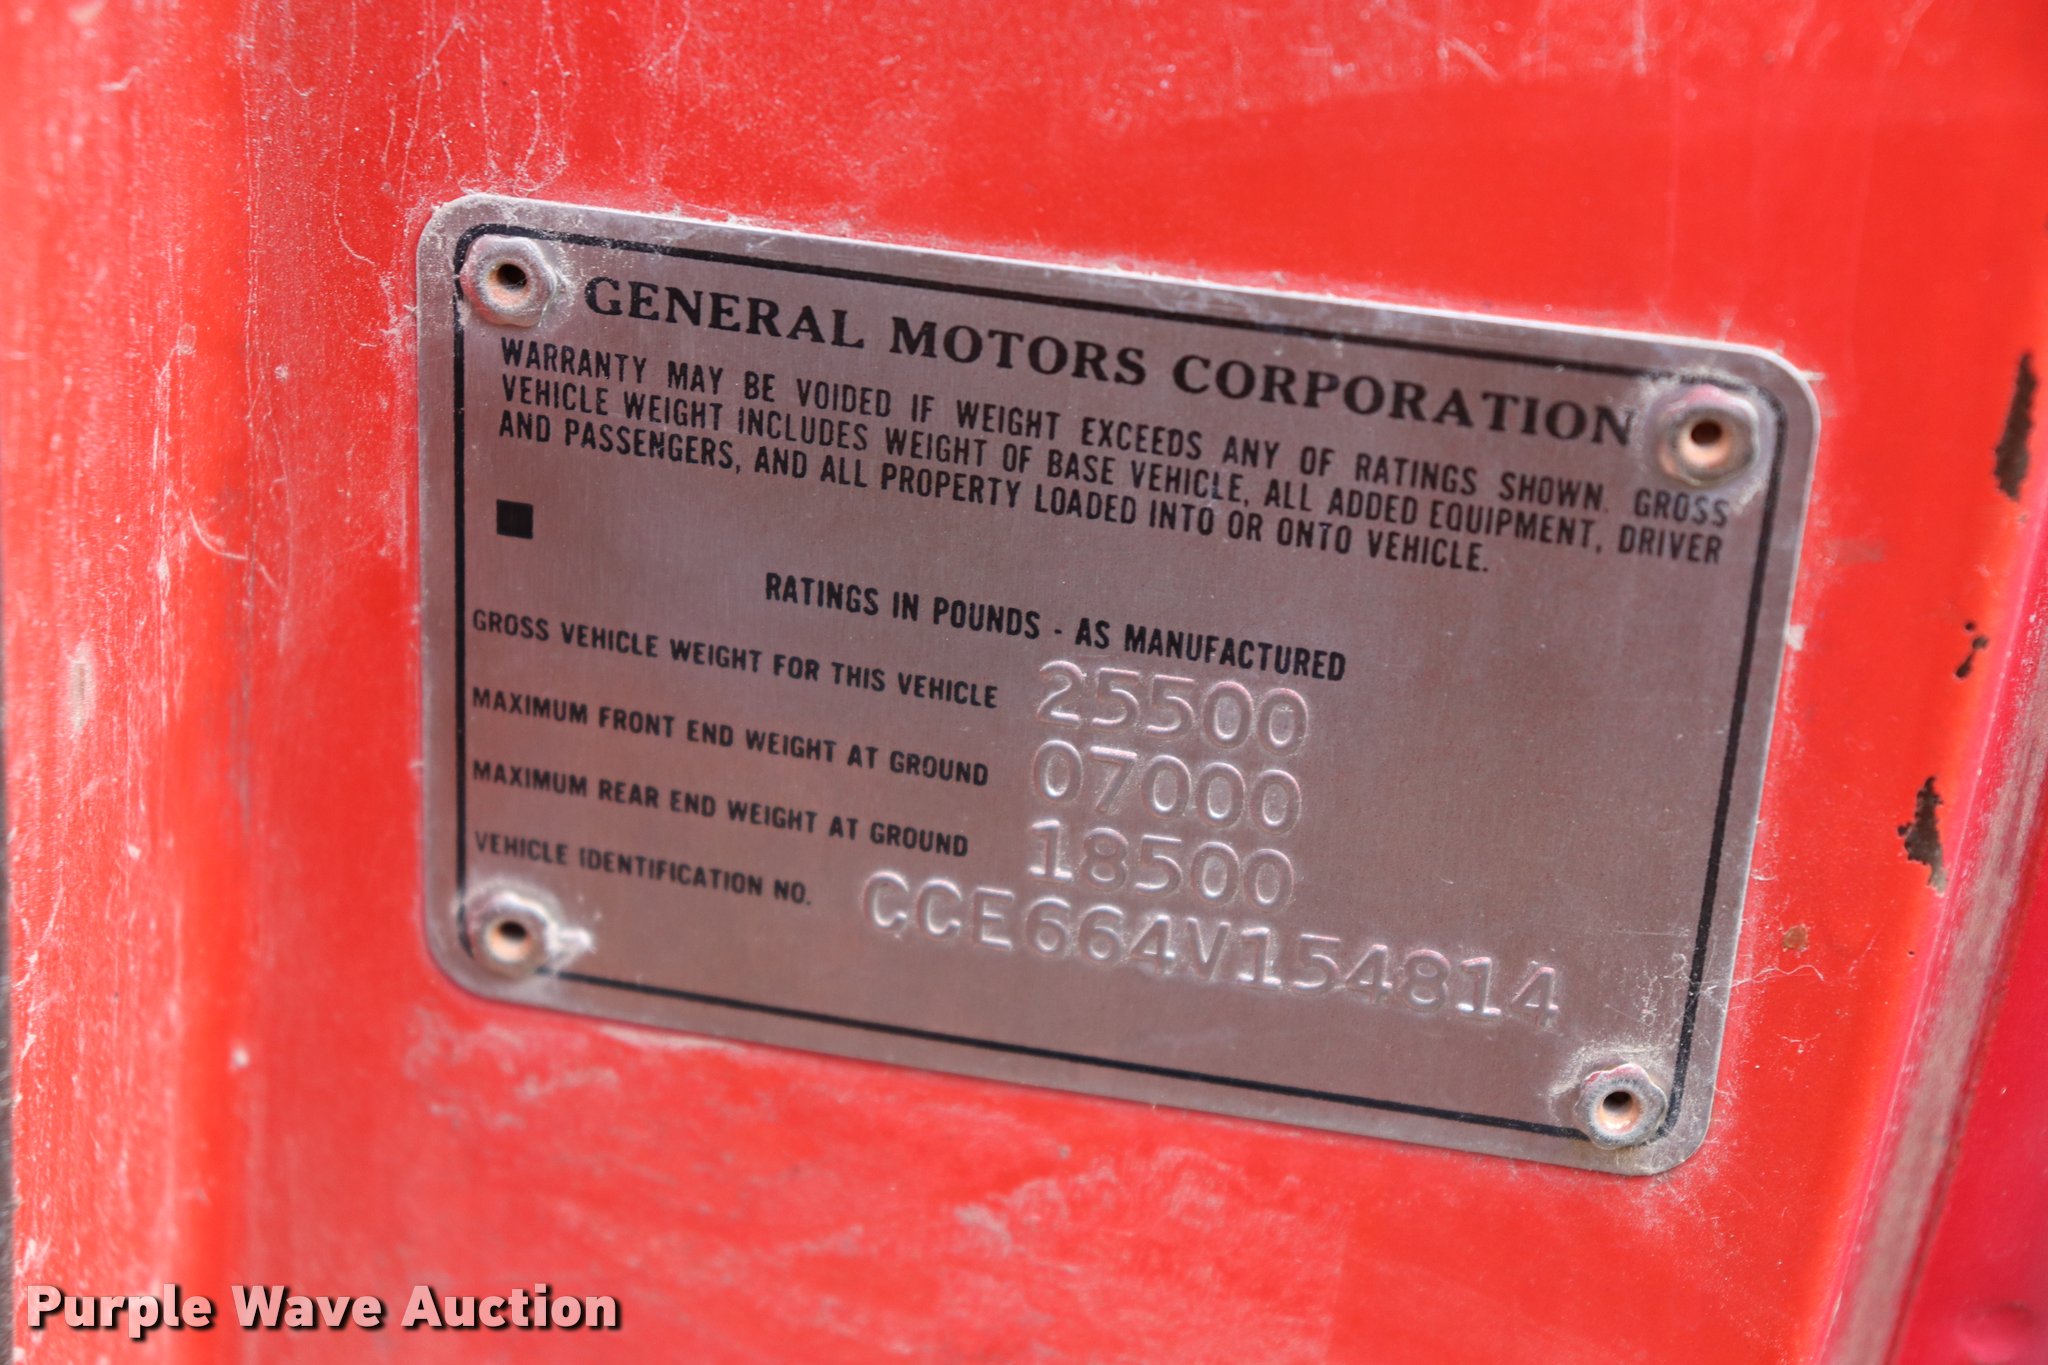 GENERAL MOTORS CORPORATION
WARRANTY MAY BE VOIDED IF WEIGHT EXCEEDS ANY OF RATINGS SHOWN. GROSS
VEHICLE WEIGHT INCLUDES WEIGHT OF BASE VEHICLE, ALL ADDED EQUIPMENT, DRIVER
AND PASSENGERS, AND ALL PROPERTY LOADED INTO OR ONTO VEHICLE.
RATINGS IN POUNDS - AS MANUFACTURED
GROSS VEHICLE WEIGHT FOR THIS VEHICLE 25500
MAXIMUM FRONT END WEIGHT AT GROUND 07000
MAXIMUM REAR END WEIGHT AT GROUND 18500
VEHICLE IDENTIFICATION NO. CCE664V154814
Purple Wave Auction